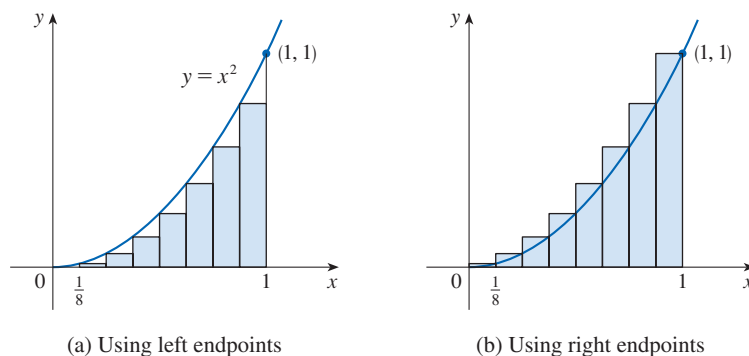 y
y = x²
(1, 1)
0
1/8
1
x
(a) Using left endpoints
y
(1, 1)
0
1/8
1
x
(b) Using right endpoints